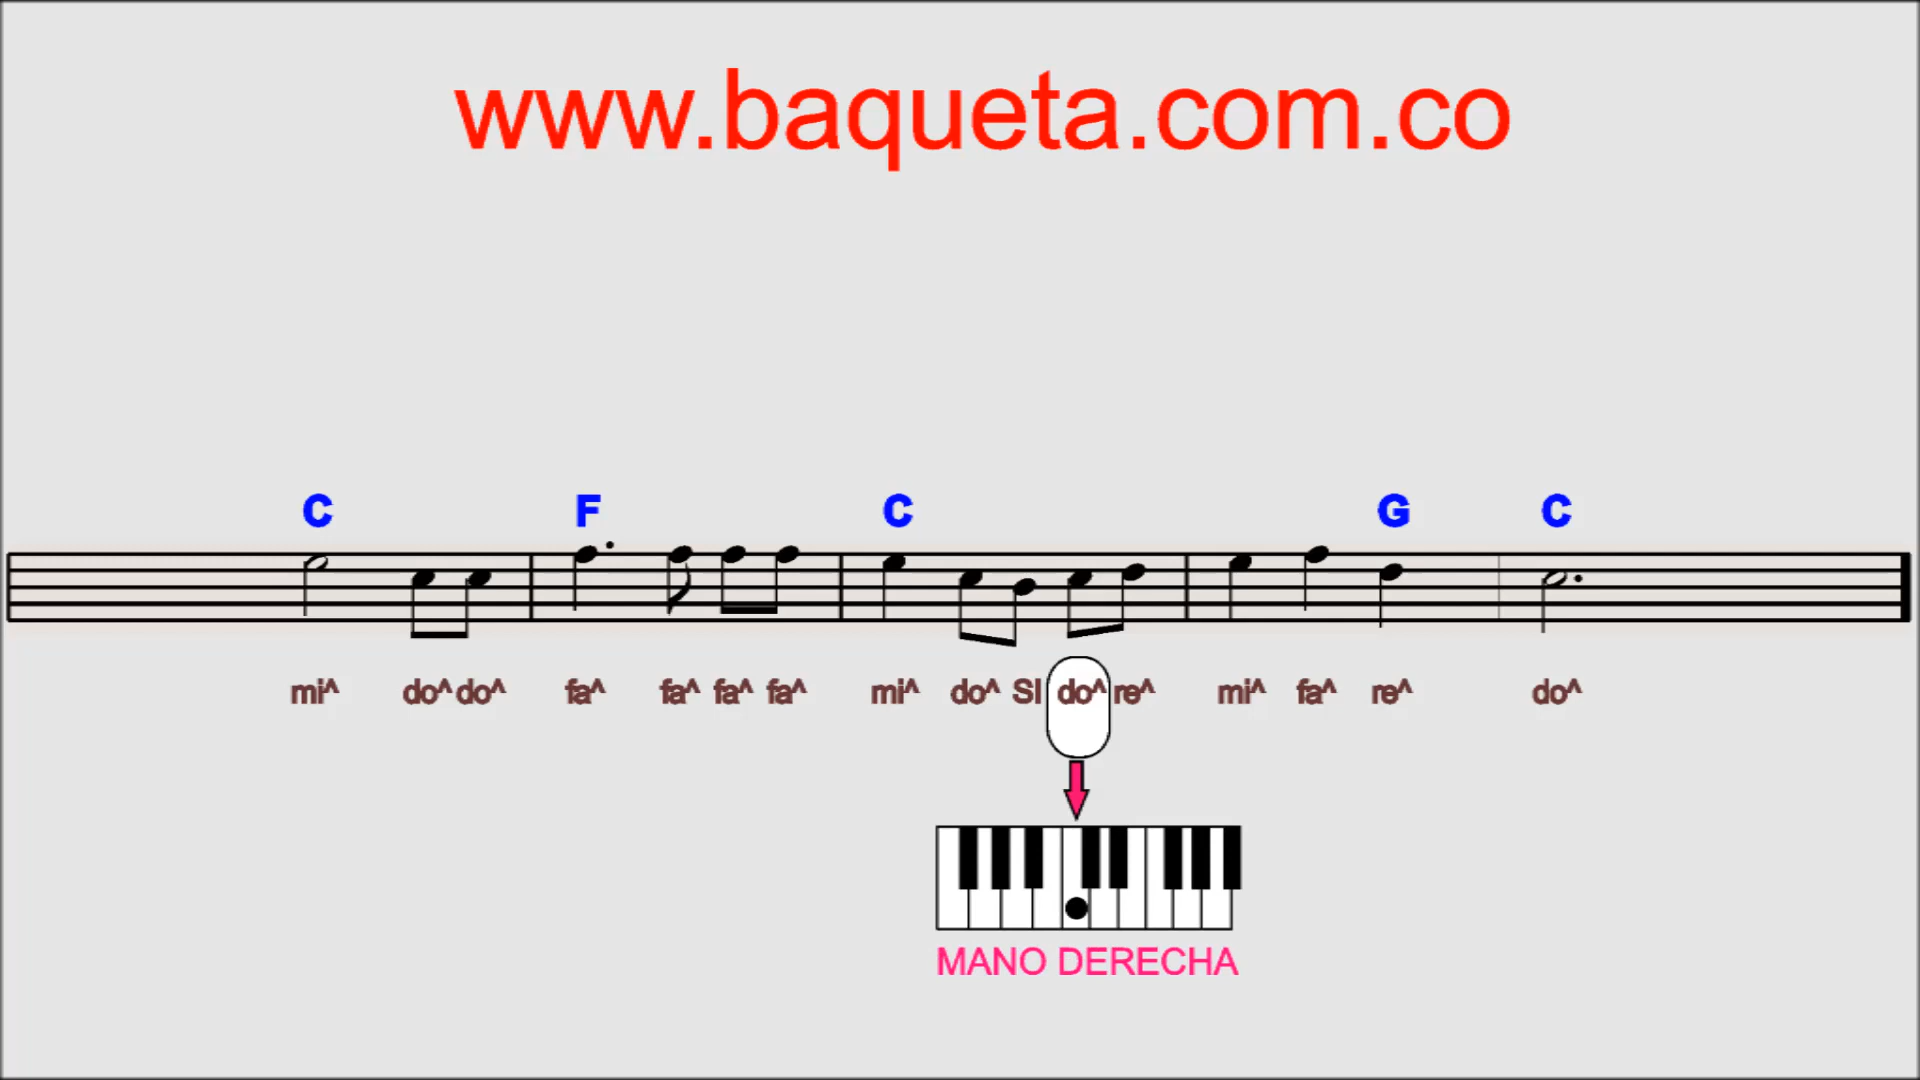 www.baqueta.com.co
C F C G C
mi^ do^ do^ fa^ fa^ fa^ fa^ mi^ do^ SI do^ re^ mi^ fa^ re^ do^
MANO DERECHA